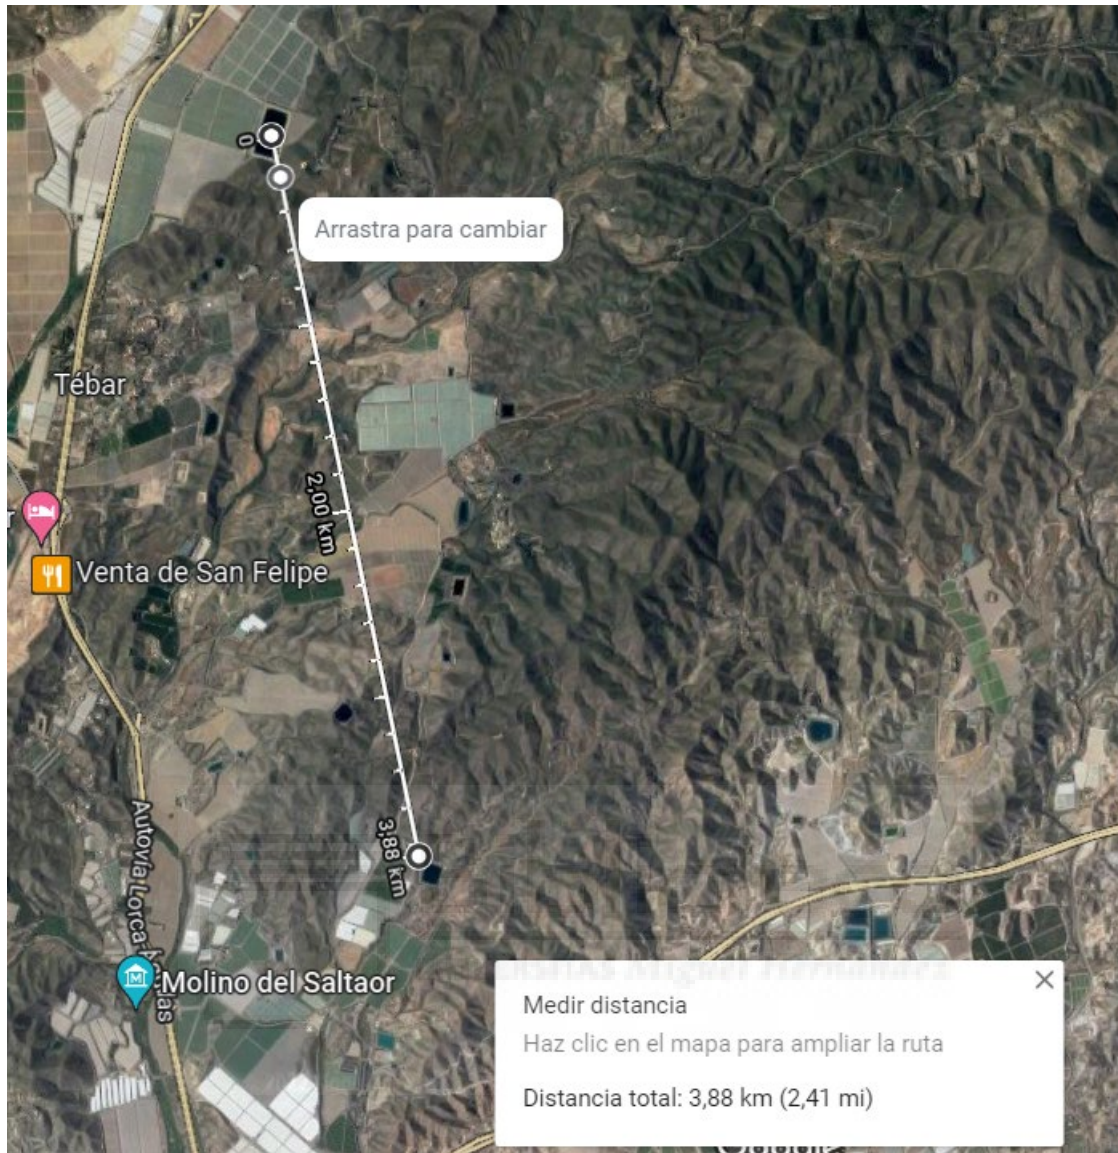 0
Arrastra para cambiar
Tébar
2,00 km
Venta de San Felipe
3,88 km
Autovía Lorca-
Molino del Saltaor
Miguel Hernández
Medir distancia
Haz clic en el mapa para ampliar la ruta
Distancia total: 3,88 km (2,41 mi)